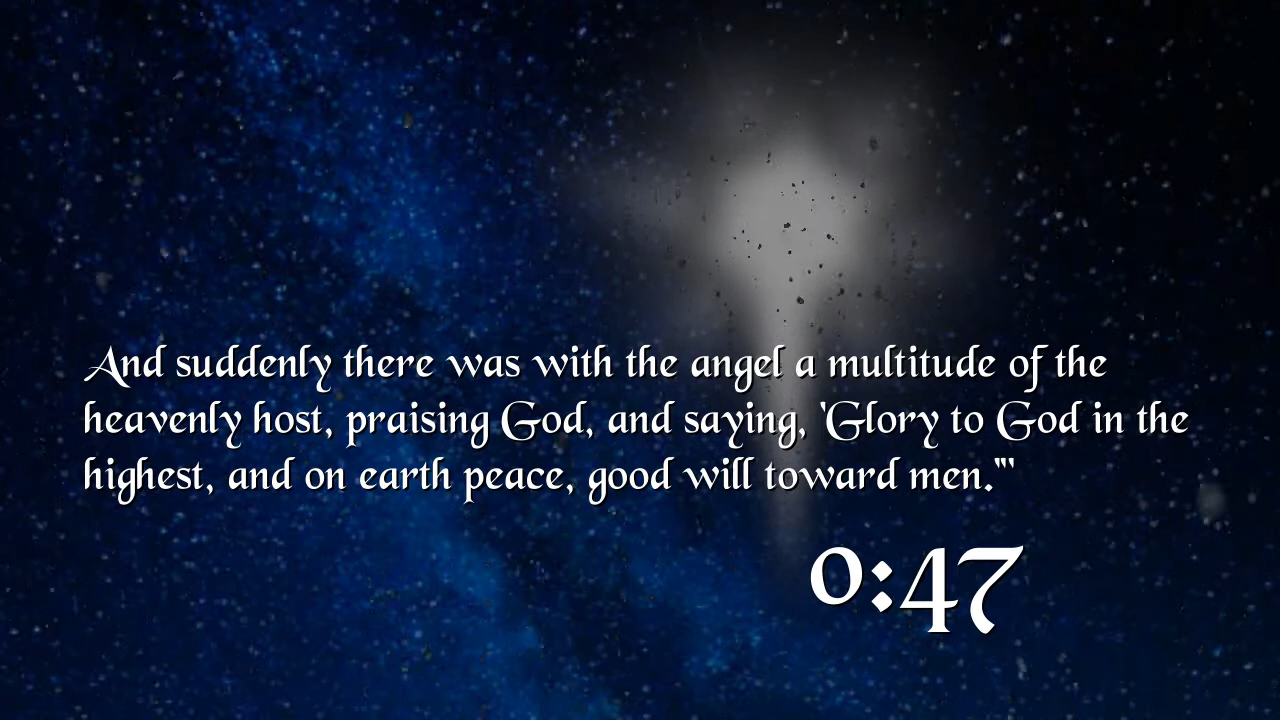 And suddenly there was with the angel a multitude of the
heavenly host, praising God, and saying, 'Glory to God in the
highest, and on earth peace, good will toward men.'"
0:47